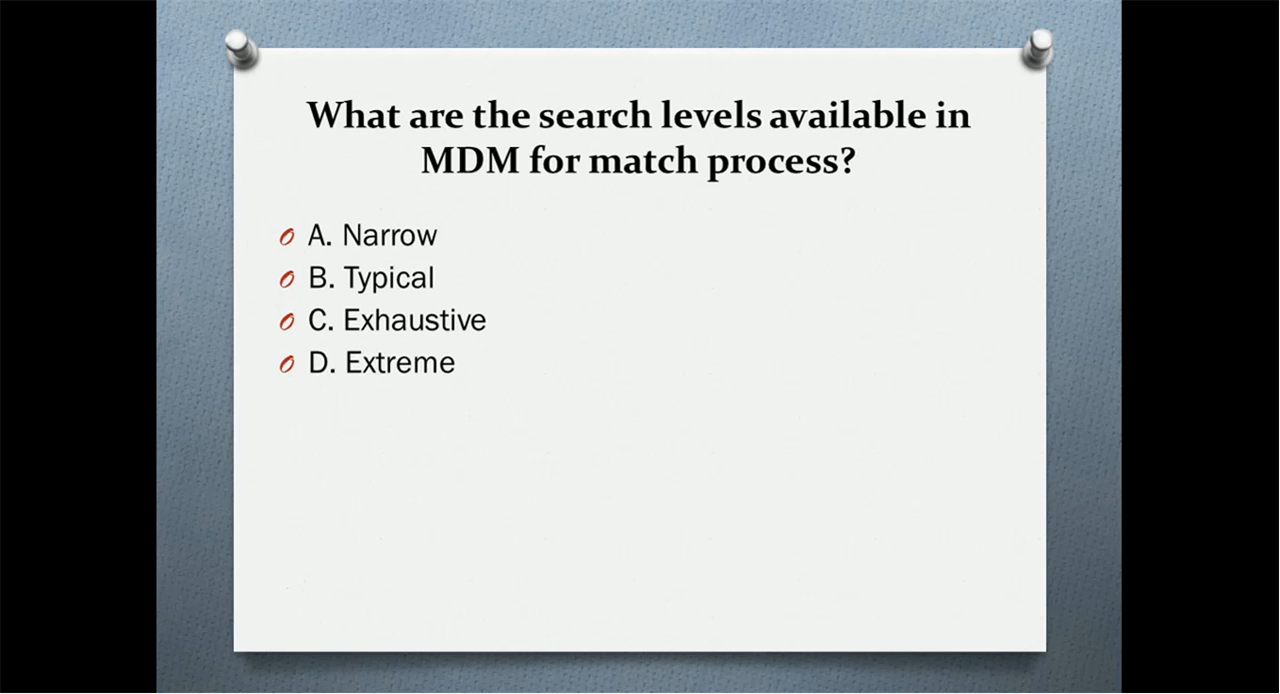 What are the search levels available in
MDM for match process?
A. Narrow
B. Typical
C. Exhaustive
D. Extreme